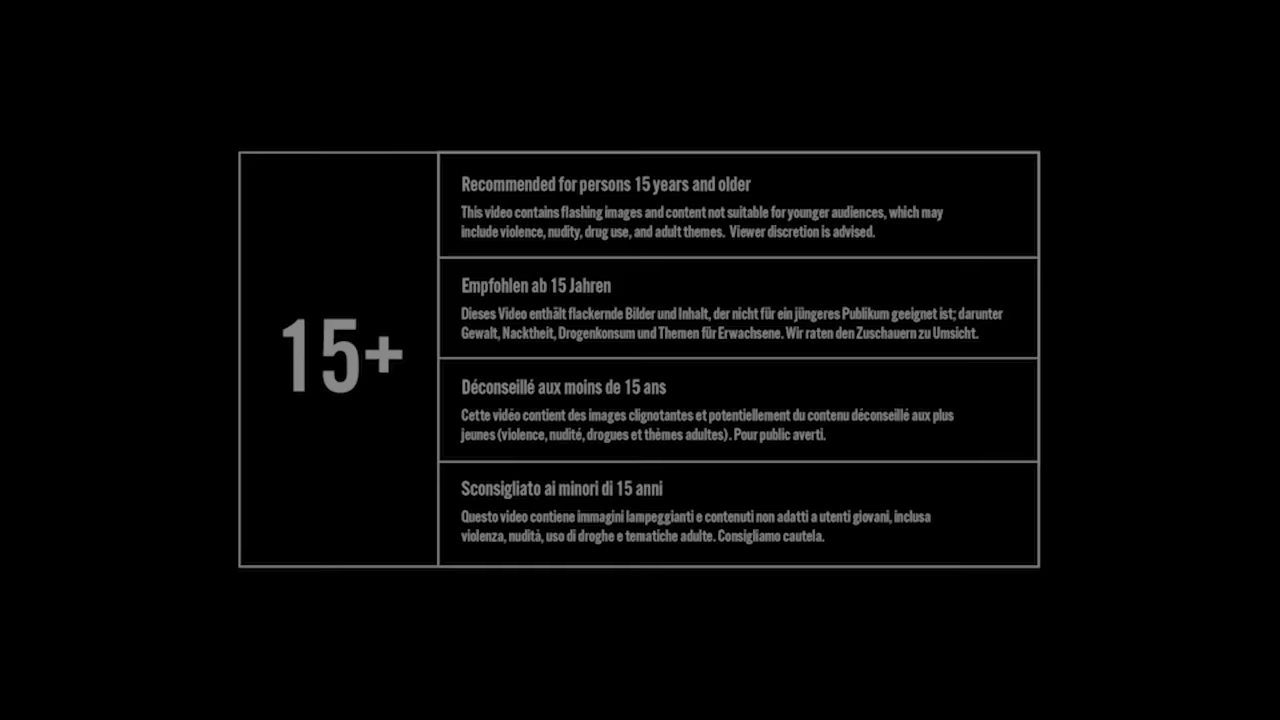 15+
Recommended for persons 15 years and older
This video contains flashing images and content not suitable for younger audiences, which may
include violence, nudity, drug use, and adult themes. Viewer discretion is advised.
Empfohlen ab 15 Jahren
Dieses Video enthält flackernde Bilder und Inhalt, der nicht für ein jüngeres Publikum geeignet ist; darunter
Gewalt, Nacktheit, Drogenkonsum und Themen für Erwachsene. Wir raten den Zuschauern zu Umsicht.
Déconseillé aux moins de 15 ans
Cette vidéo contient des images clignotantes et potentiellement du contenu déconseillé aux plus
jeunes (violence, nudité, drogues et thèmes adultes). Pour public averti.
Sconsigliato ai minori di 15 anni
Questo video contiene immagini lampeggianti e contenuti non adatti a utenti giovani, inclusa
violenza, nudità, uso di droghe e tematiche adulte. Consigliamo cautela.